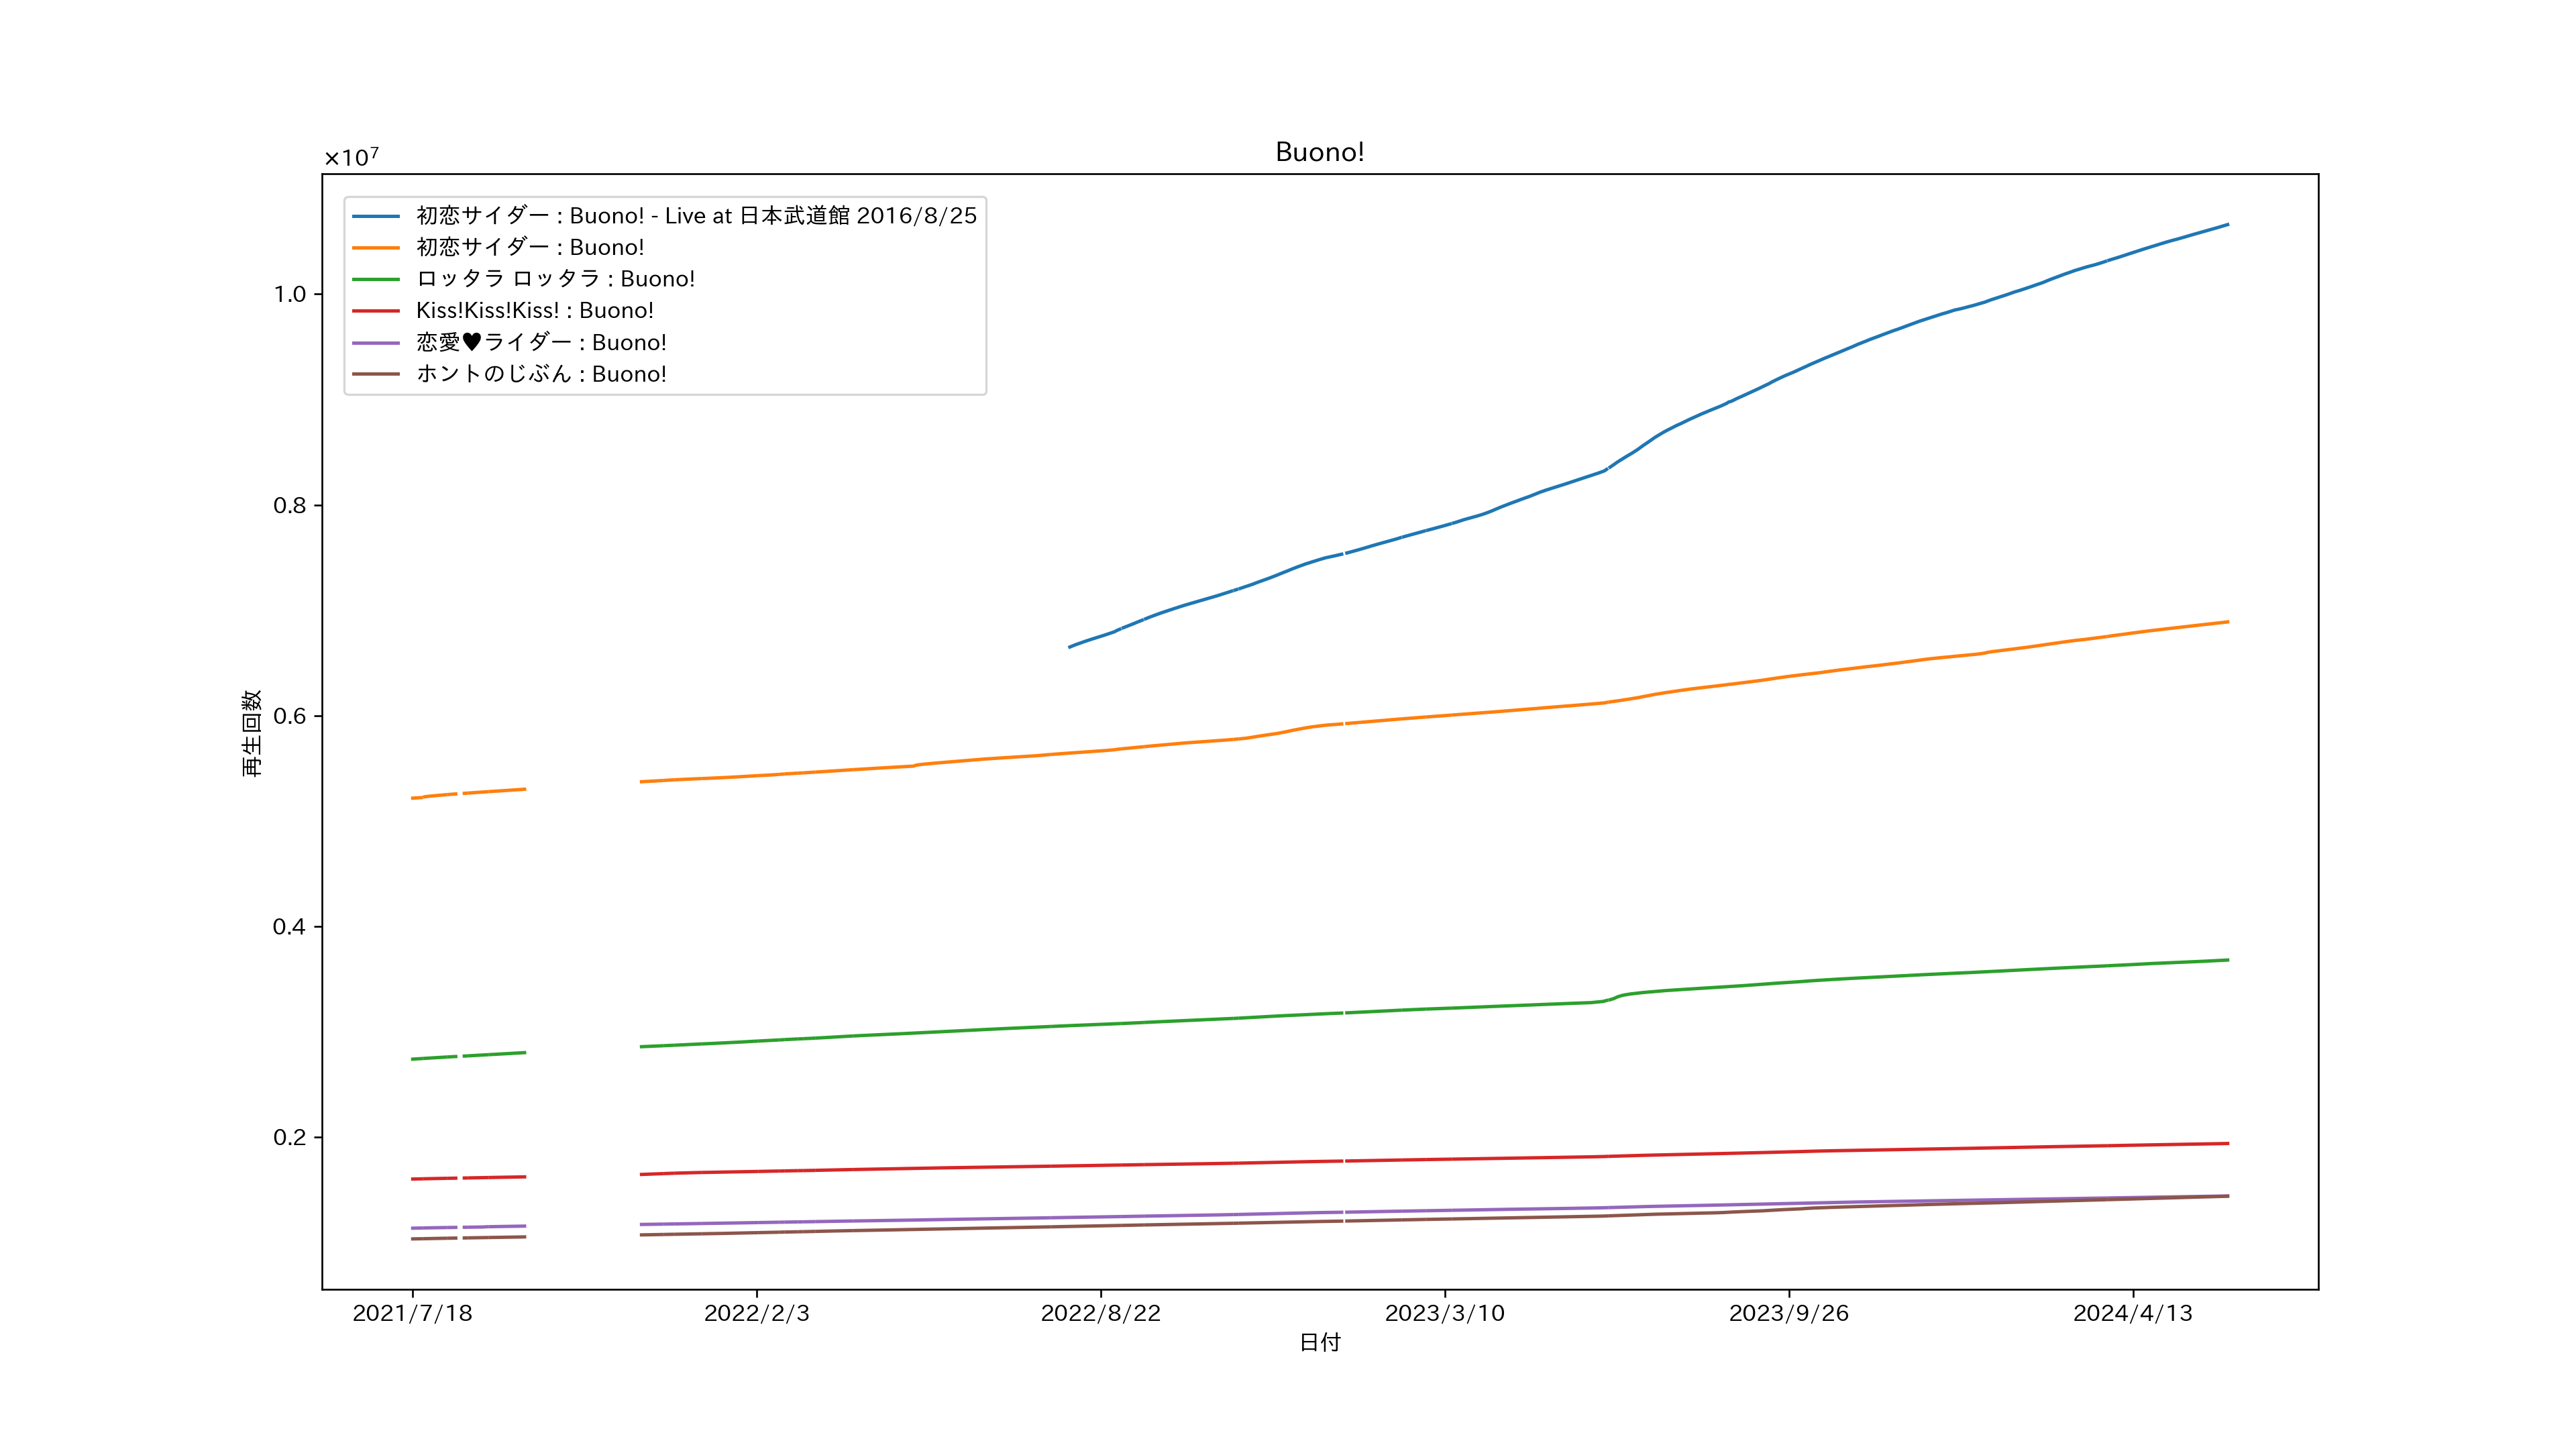 Buono!
×10⁷
初恋サイダー : Buono! - Live at 日本武道館 2016/8/25
初恋サイダー : Buono!
ロッタラ ロッタラ : Buono!
Kiss!Kiss!Kiss! : Buono!
恋愛♥ライダー : Buono!
ホントのじぶん : Buono!
1.0
0.8
0.6
0.4
0.2
再生回数
2021/7/18 2022/2/3 2022/8/22 2023/3/10 2023/9/26 2024/4/13
日付